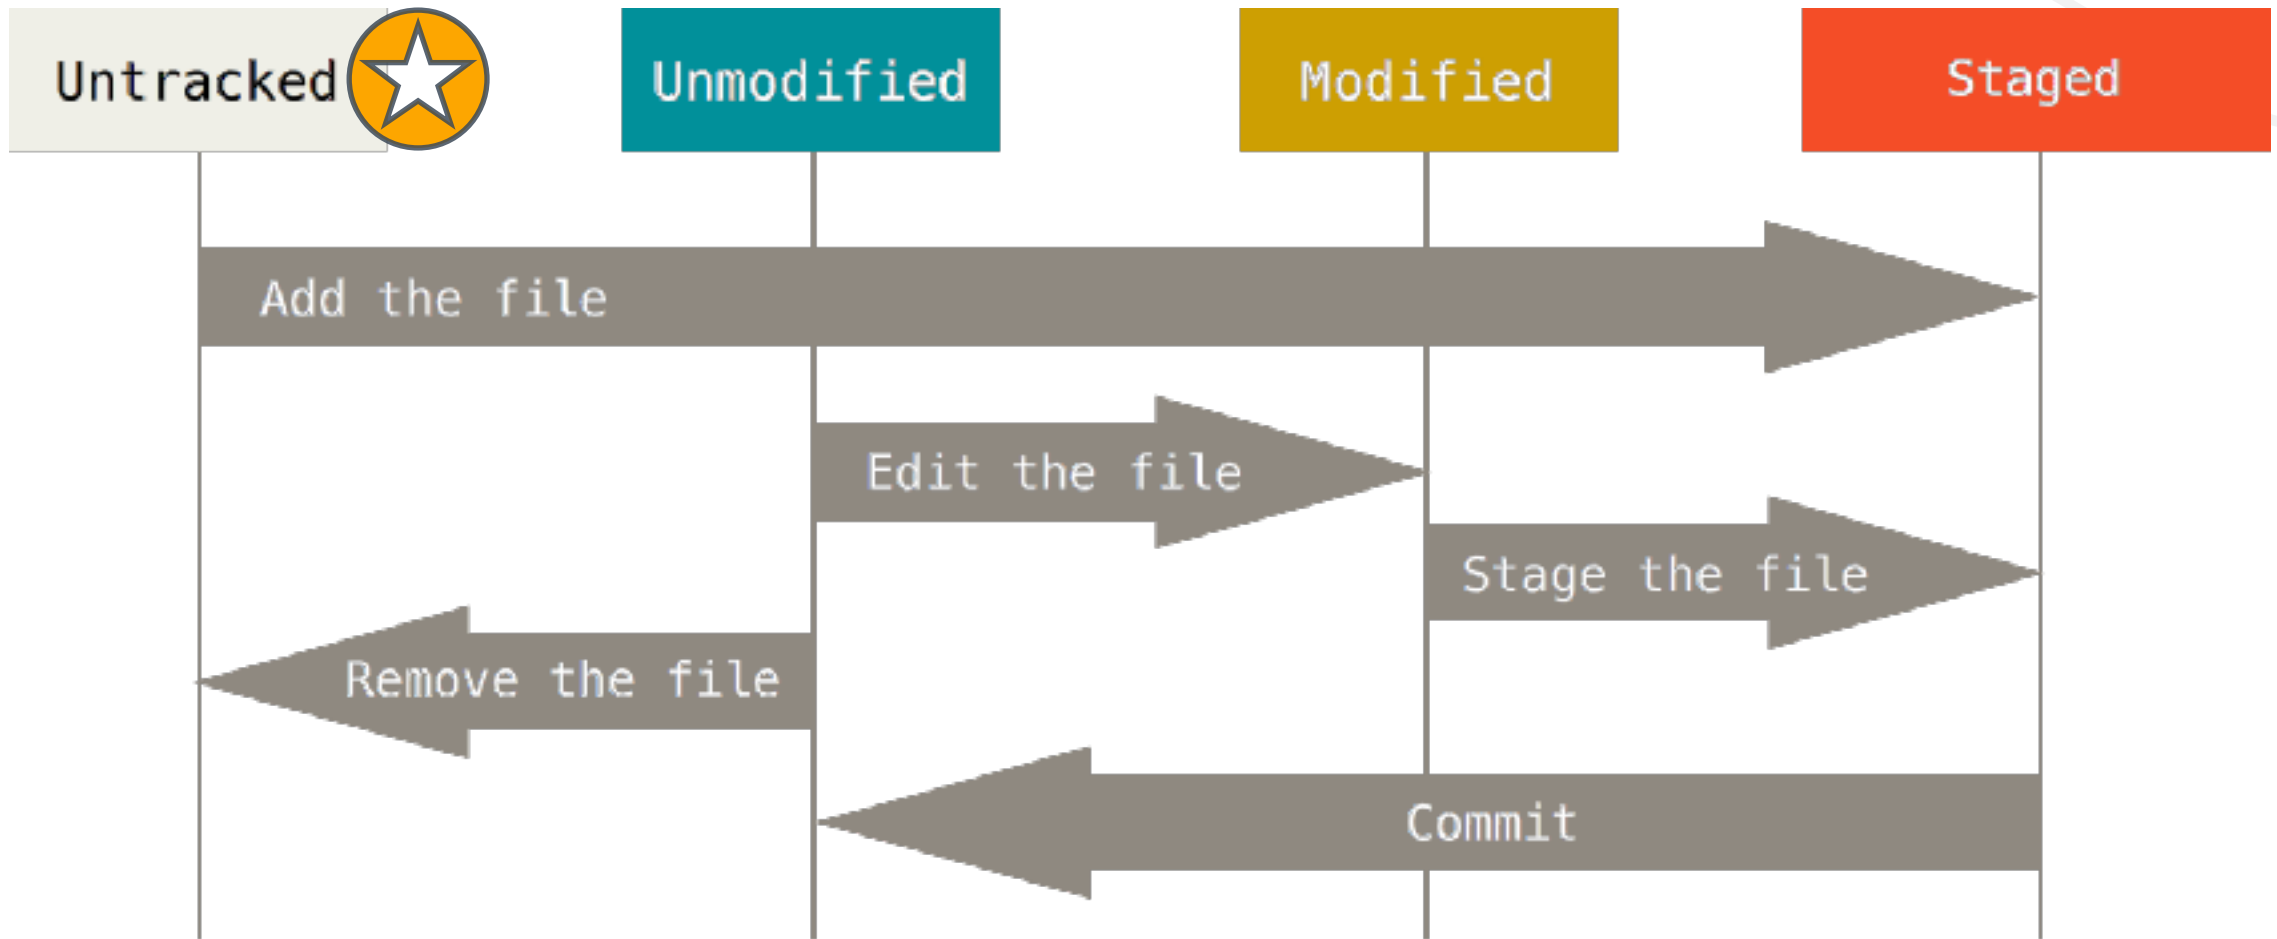 Untracked
Unmodified
Modified
Staged
Add the file
Edit the file
Stage the file
Remove the file
Commit